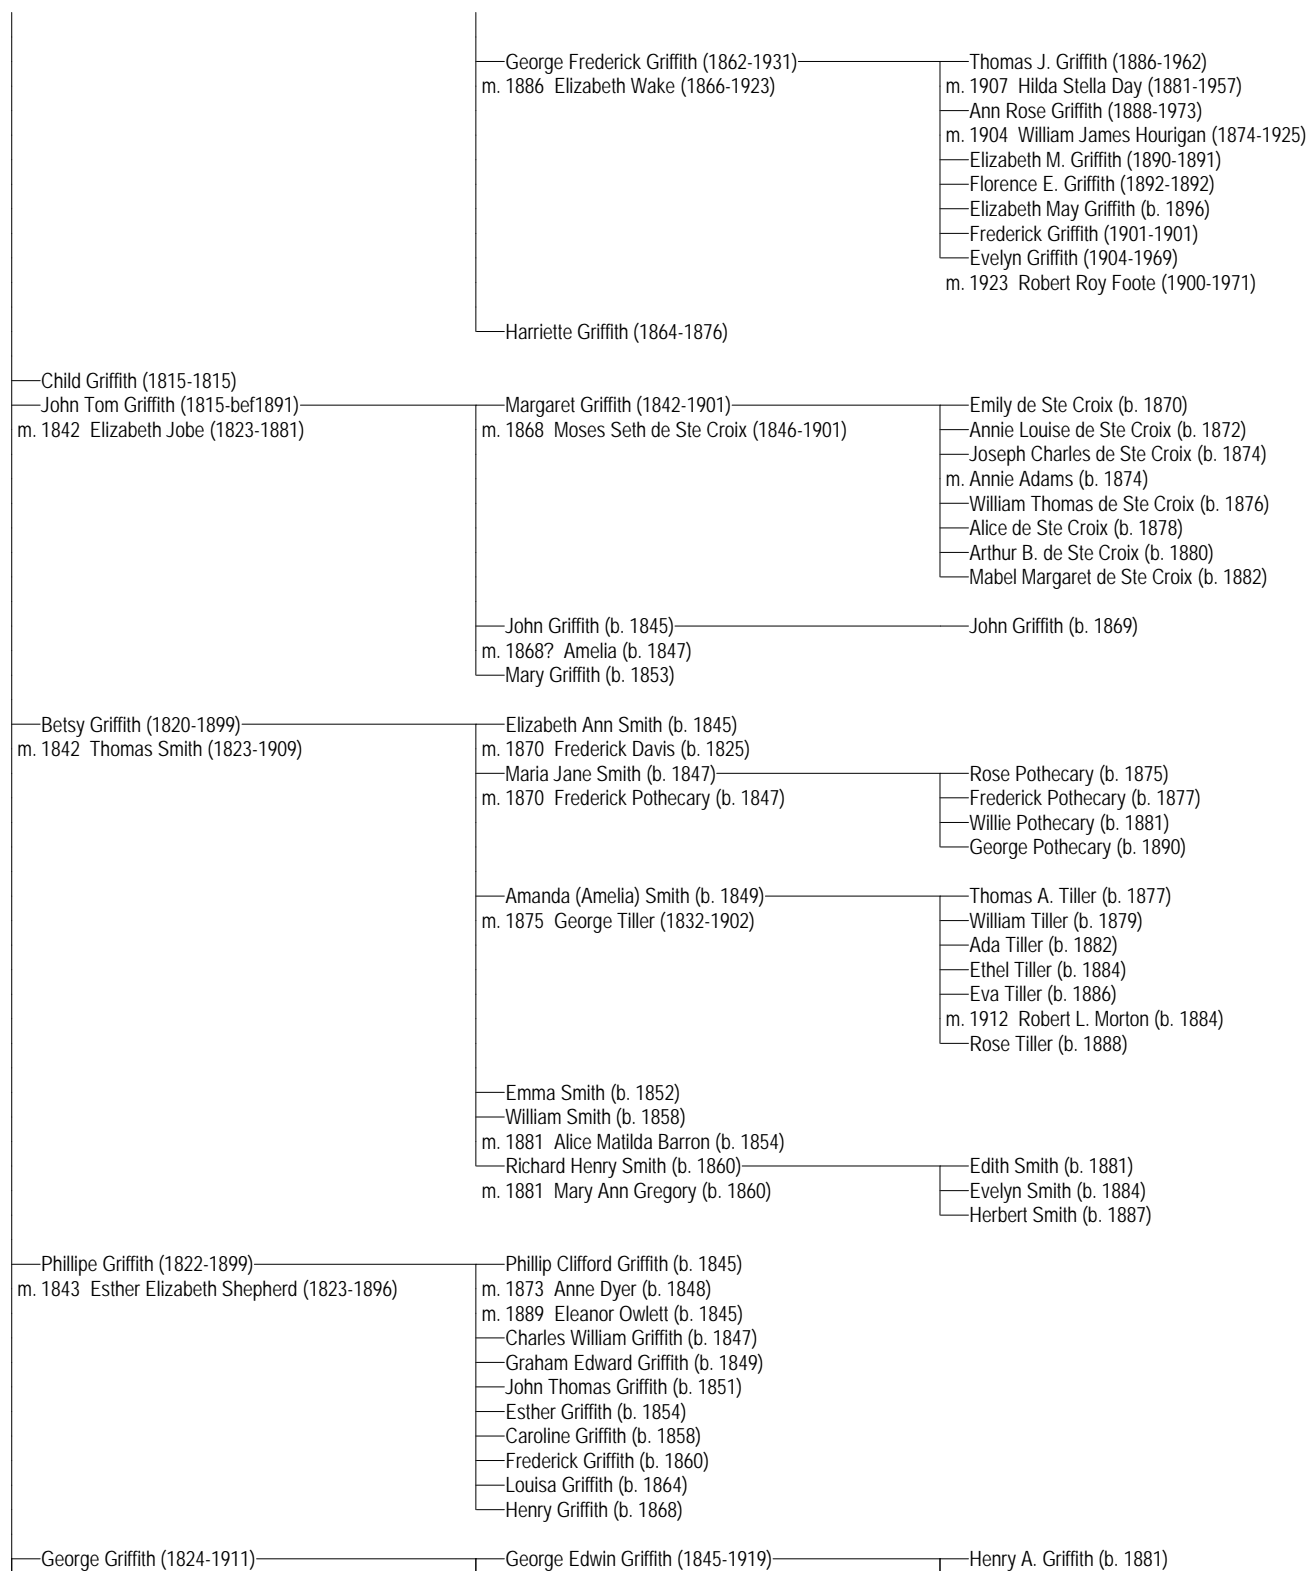 George Frederick Griffith (1862-1931) Thomas J. Griffith (1886-1962)
m. 1886 Elizabeth Wake (1866-1923) m. 1907 Hilda Stella Day (1881-1957)
Ann Rose Griffith (1888-1973)
m. 1904 William James Hourigan (1874-1925)
Elizabeth M. Griffith (1890-1891)
Florence E. Griffith (1892-1892)
Elizabeth May Griffith (b. 1896)
Frederick Griffith (1901-1901)
Evelyn Griffith (1904-1969)
m. 1923 Robert Roy Foote (1900-1971)
Harriette Griffith (1864-1876)
Child Griffith (1815-1815)
John Tom Griffith (1815-bef1891) Margaret Griffith (1842-1901) Emily de Ste Croix (b. 1870)
m. 1842 Elizabeth Jobe (1823-1881) m. 1868 Moses Seth de Ste Croix (1846-1901) Annie Louise de Ste Croix (b. 1872)
Joseph Charles de Ste Croix (b. 1874)
m. Annie Adams (b. 1874)
William Thomas de Ste Croix (b. 1876)
Alice de Ste Croix (b. 1878)
Arthur B. de Ste Croix (b. 1880)
Mabel Margaret de Ste Croix (b. 1882)
John Griffith (b. 1845) John Griffith (b. 1869)
m. 1868? Amelia (b. 1847)
Mary Griffith (b. 1853)
Betsy Griffith (1820-1899) Elizabeth Ann Smith (b. 1845)
m. 1842 Thomas Smith (1823-1909) m. 1870 Frederick Davis (b. 1825)
Maria Jane Smith (b. 1847) Rose Pothecary (b. 1875)
m. 1870 Frederick Pothecary (b. 1847) Frederick Pothecary (b. 1877)
Willie Pothecary (b. 1881)
George Pothecary (b. 1890)
Amanda (Amelia) Smith (b. 1849) Thomas A. Tiller (b. 1877)
m. 1875 George Tiller (1832-1902) William Tiller (b. 1879)
Ada Tiller (b. 1882)
Ethel Tiller (b. 1884)
Eva Tiller (b. 1886)
m. 1912 Robert L. Morton (b. 1884)
Rose Tiller (b. 1888)
Emma Smith (b. 1852)
William Smith (b. 1858)
m. 1881 Alice Matilda Barron (b. 1854)
Richard Henry Smith (b. 1860) Edith Smith (b. 1881)
m. 1881 Mary Ann Gregory (b. 1860) Evelyn Smith (b. 1884)
Herbert Smith (b. 1887)
Phillipe Griffith (1822-1899) Phillip Clifford Griffith (b. 1845)
m. 1843 Esther Elizabeth Shepherd (1823-1896) m. 1873 Anne Dyer (b. 1848)
m. 1889 Eleanor Owlett (b. 1845)
Charles William Griffith (b. 1847)
Graham Edward Griffith (b. 1849)
John Thomas Griffith (b. 1851)
Esther Griffith (b. 1854)
Caroline Griffith (b. 1858)
Frederick Griffith (b. 1860)
Louisa Griffith (b. 1864)
Henry Griffith (b. 1868)
George Griffith (1824-1911) George Edwin Griffith (1845-1919) Henry A. Griffith (b. 1881)